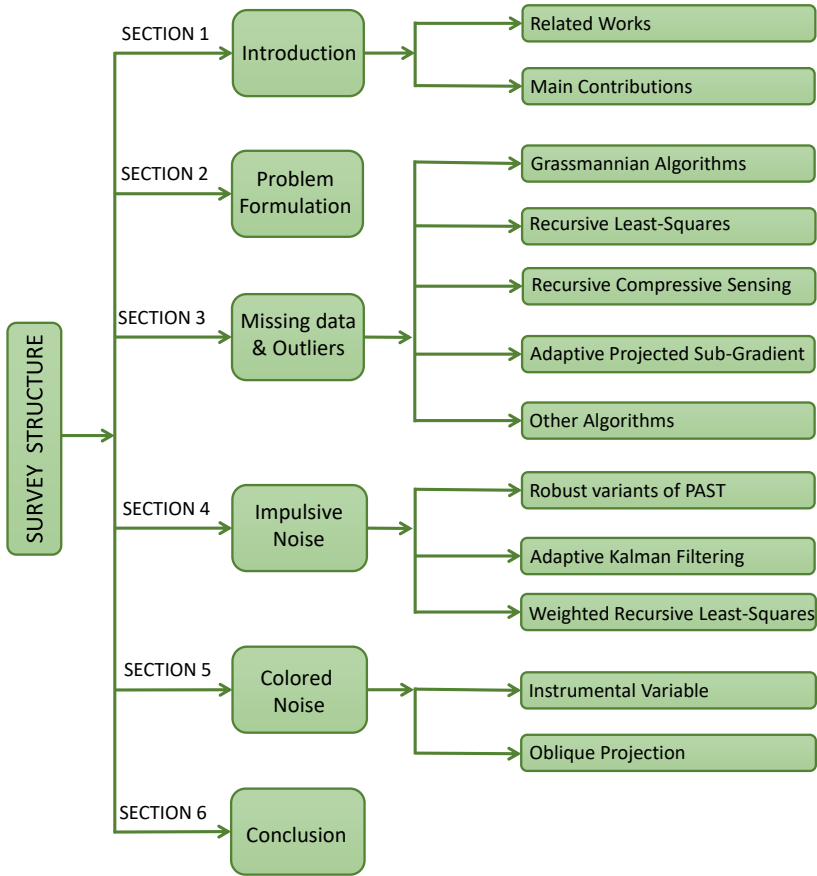 SURVEY STRUCTURE
SECTION 1
Introduction
Related Works
Main Contributions
SECTION 2
Problem
Formulation
SECTION 3
Missing data
& Outliers
Grassmannian Algorithms
Recursive Least-Squares
Recursive Compressive Sensing
Adaptive Projected Sub-Gradient
Other Algorithms
SECTION 4
Impulsive
Noise
Robust variants of PAST
Adaptive Kalman Filtering
Weighted Recursive Least-Squares
SECTION 5
Colored
Noise
Instrumental Variable
Oblique Projection
SECTION 6
Conclusion